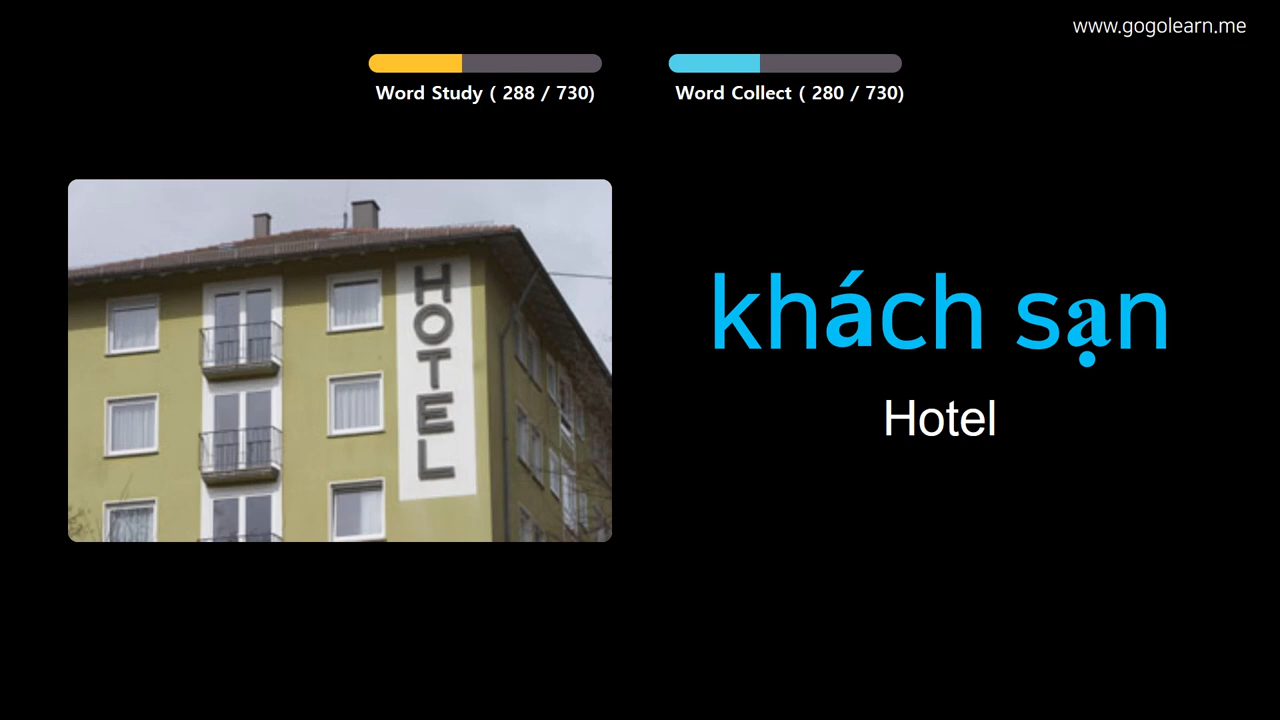 www.gogolearn.me
Word Study ( 288 / 730)
Word Collect ( 280 / 730)
HOTEL
khách sạn
Hotel